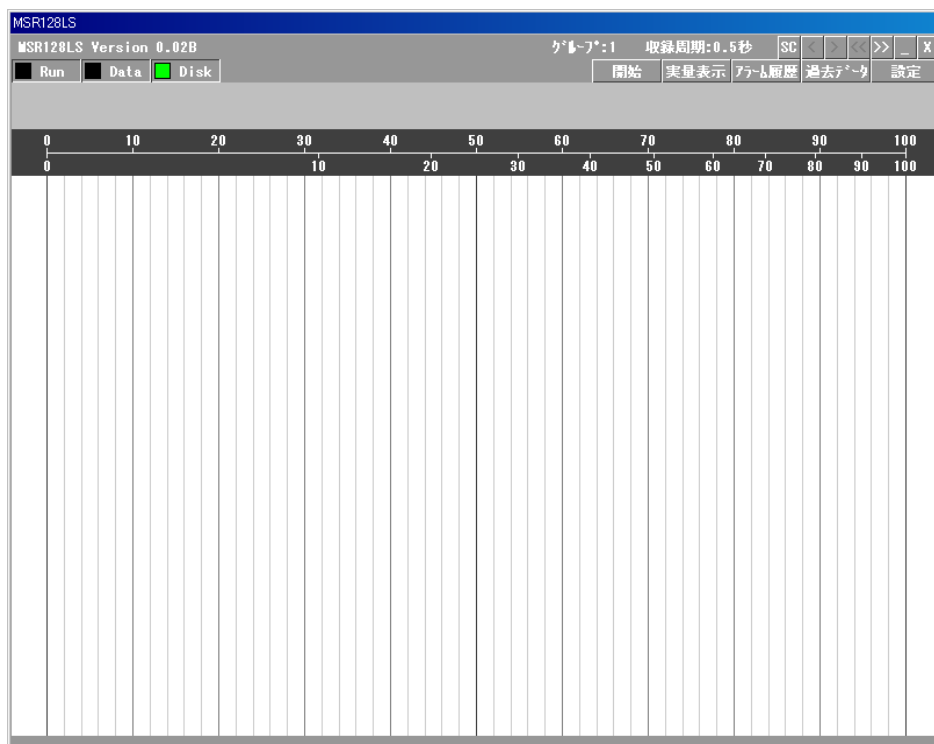 MSR128LS
MSR128LS Version 0.02B ｸﾞﾙｰﾌﾟ:1 収録周期:0.5秒 SC < > << >> _ X
Run Data Disk 開始 実量表示 ｱﾗｰﾑ履歴 過去ﾃﾞｰﾀ 設定
0 10 20 30 40 50 60 70 80 90 100
0 10 20 30 40 50 60 70 80 90 100